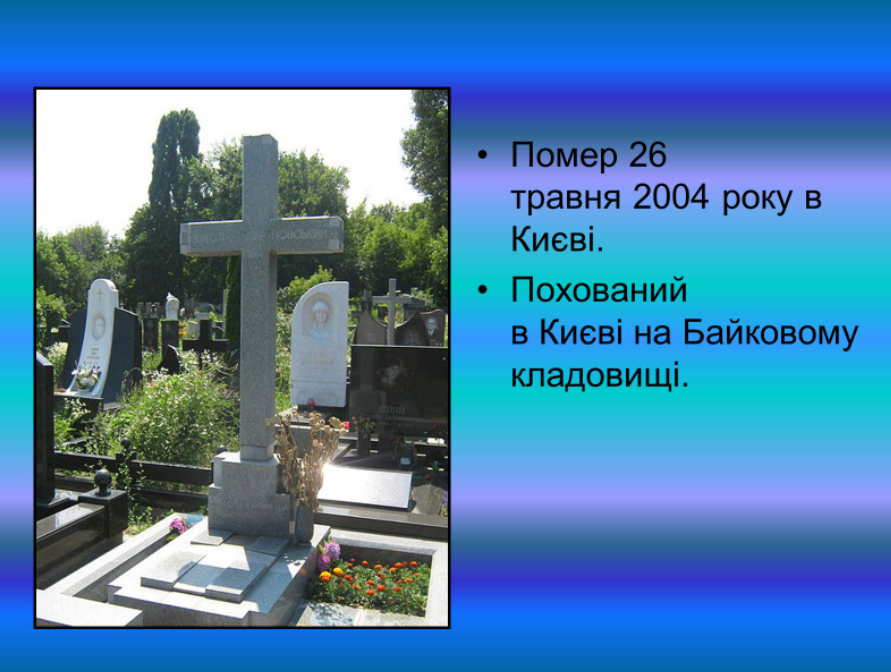 • Помер 26
травня 2004 року в
Києві.
• Похований
в Києві на Байковому
кладовищі.